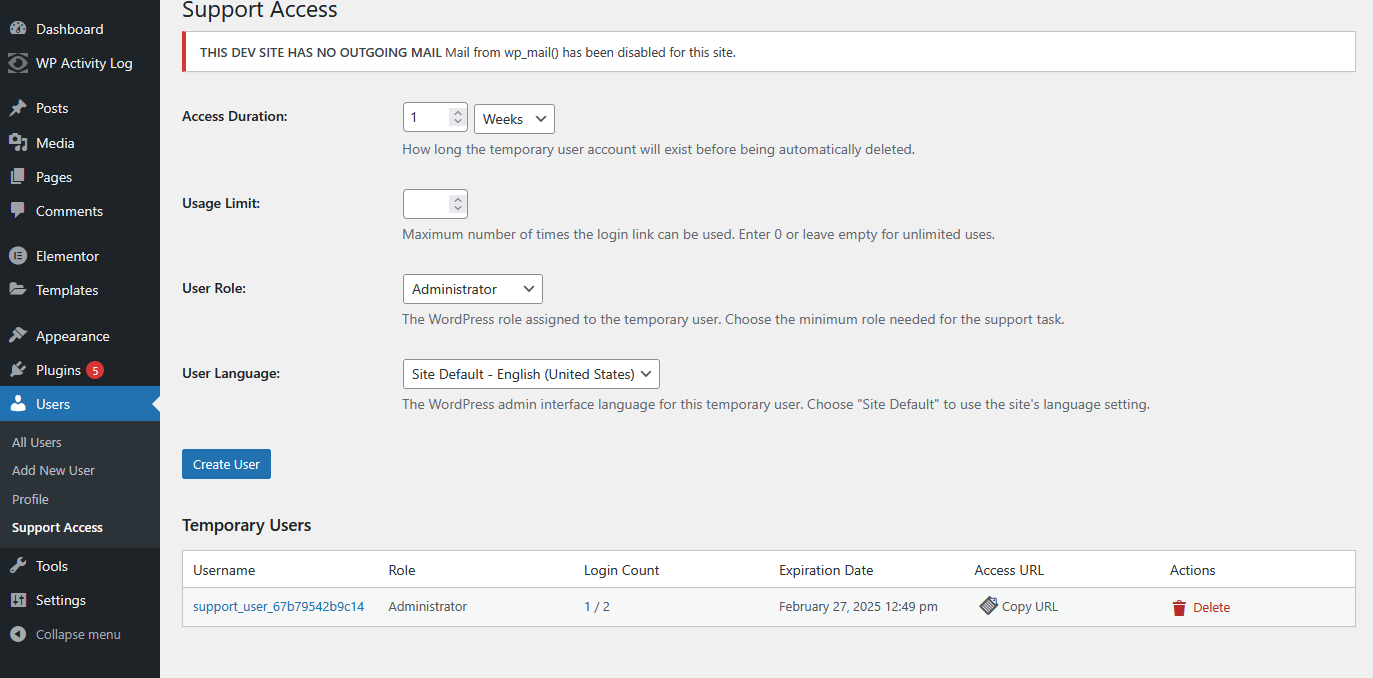 Dashboard
WP Activity Log
Posts
Media
Pages
Comments
Elementor
Templates
Appearance
Plugins 5
Users
All Users
Add New User
Profile
Support Access
Tools
Settings
Collapse menu
Support Access
THIS DEV SITE HAS NO OUTGOING MAIL Mail from wp_mail() has been disabled for this site.
Access Duration:
1 Weeks
How long the temporary user account will exist before being automatically deleted.
Usage Limit:
Maximum number of times the login link can be used. Enter 0 or leave empty for unlimited uses.
User Role:
Administrator
The WordPress role assigned to the temporary user. Choose the minimum role needed for the support task.
User Language:
Site Default - English (United States)
The WordPress admin interface language for this temporary user. Choose "Site Default" to use the site's language setting.
Create User
Temporary Users
Username Role Login Count Expiration Date Access URL Actions
support_user_67b79542b9c14 Administrator 1 / 2 February 27, 2025 12:49 pm Copy URL Delete